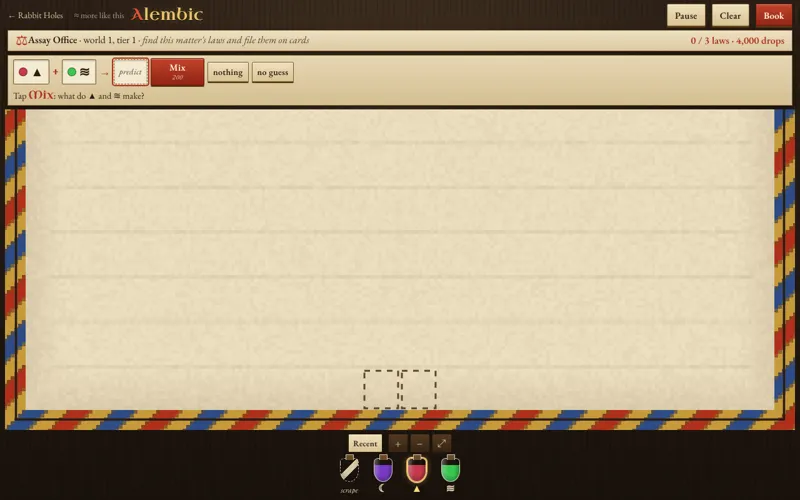 ← Rabbit Holes ≈ more like this Alembic Pause Clear Book
Assay Office · world 1, tier 1 · find this matter's laws and file them on cards 0 / 3 laws · 4,000 drops
▲ + ≋ → predict Mix 200 nothing no guess
Tap Mix: what do ▲ and ≋ make?
Recent + − ⤢
scrape ☾ ▲ ≋